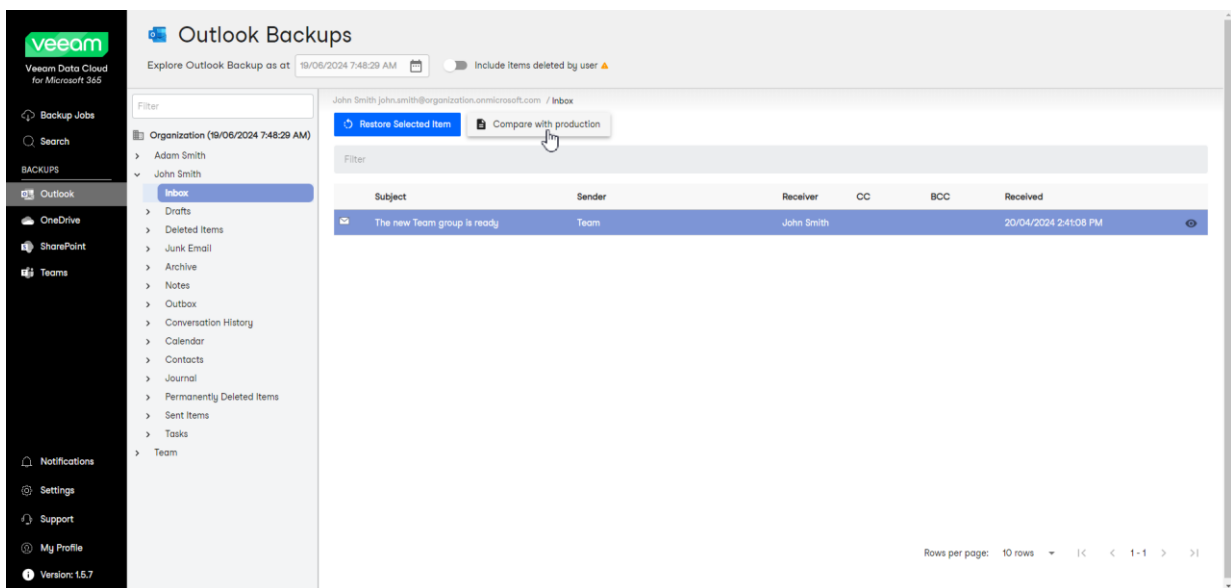 veeam
Veeam Data Cloud
for Microsoft 365
Backup Jobs
Search
BACKUPS
Outlook
OneDrive
SharePoint
Teams
Notifications
Settings
Support
My Profile
Version: 1.5.7
Outlook Backups
Explore Outlook Backup as at 19/06/2024 7:48:29 AM Include items deleted by user
Filter
Organization (19/06/2024 7:48:29 AM)
Adam Smith
John Smith
Inbox
Drafts
Deleted Items
Junk Email
Archive
Notes
Outbox
Conversation History
Calendar
Contacts
Journal
Permanently Deleted Items
Sent Items
Tasks
Team
John Smith john.smith@organization.onmicrosoft.com / Inbox
Restore Selected Item Compare with production
Filter
Subject Sender Receiver CC BCC Received
The new Team group is ready Team John Smith 20/04/2024 2:41:08 PM
Rows per page: 10 rows 1-1